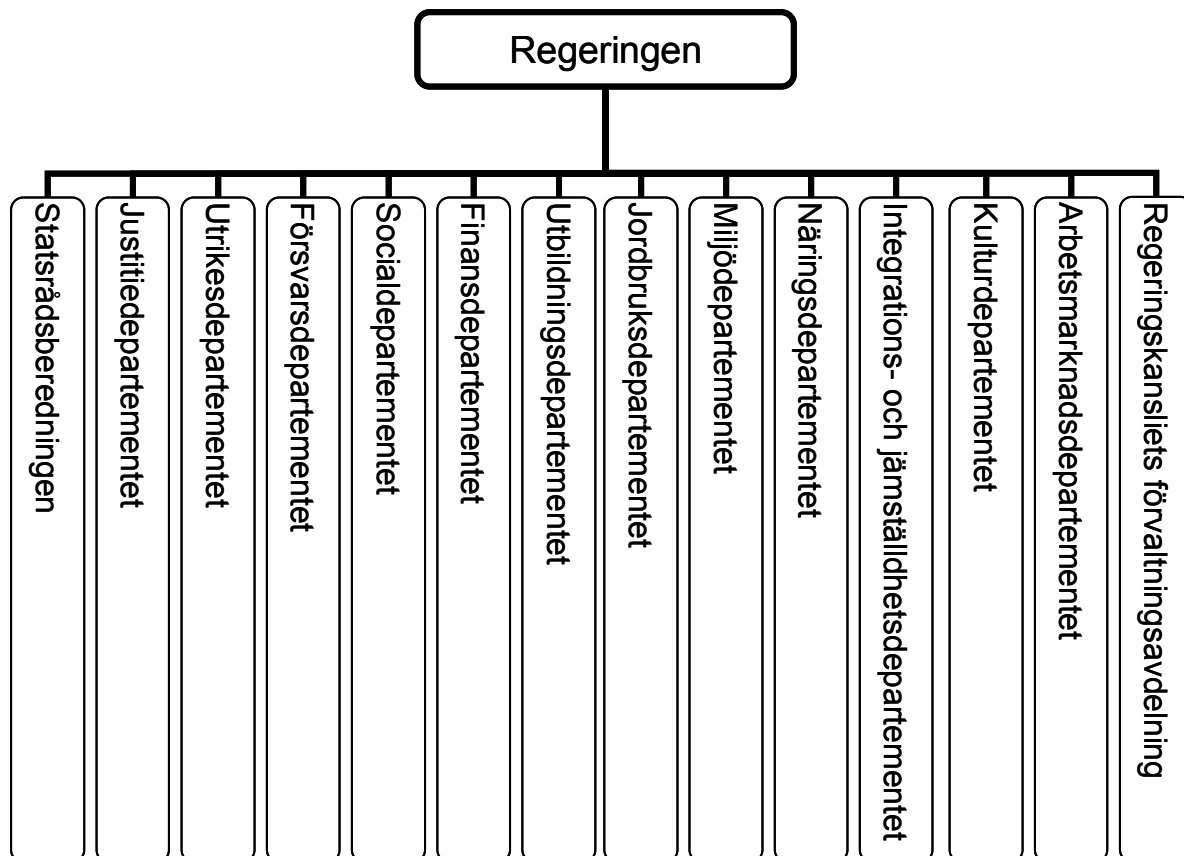 Regeringen
Statsrådsberedningen
Justitiedepartementet
Utrikesdepartementet
Försvarsdepartementet
Socialdepartementet
Finansdepartementet
Utbildningsdepartementet
Jordbruksdepartementet
Miljödepartementet
Näringsdepartementet
Integrations- och jämställdhetsdepartementet
Kulturdepartementet
Arbetsmarknadsdepartementet
Regeringskansliets förvaltningsavdelning